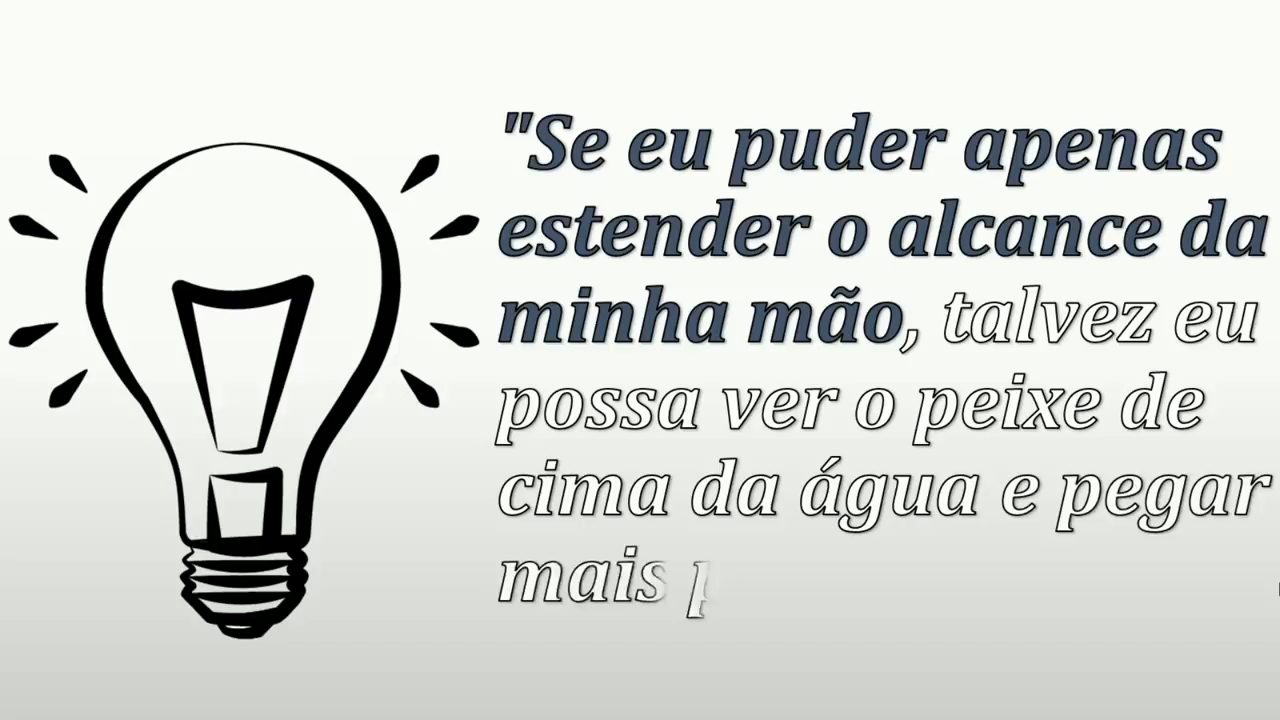 "Se eu puder apenas
estender o alcance da
minha mão, talvez eu
possa ver o peixe de
cima da água e pegar
mais